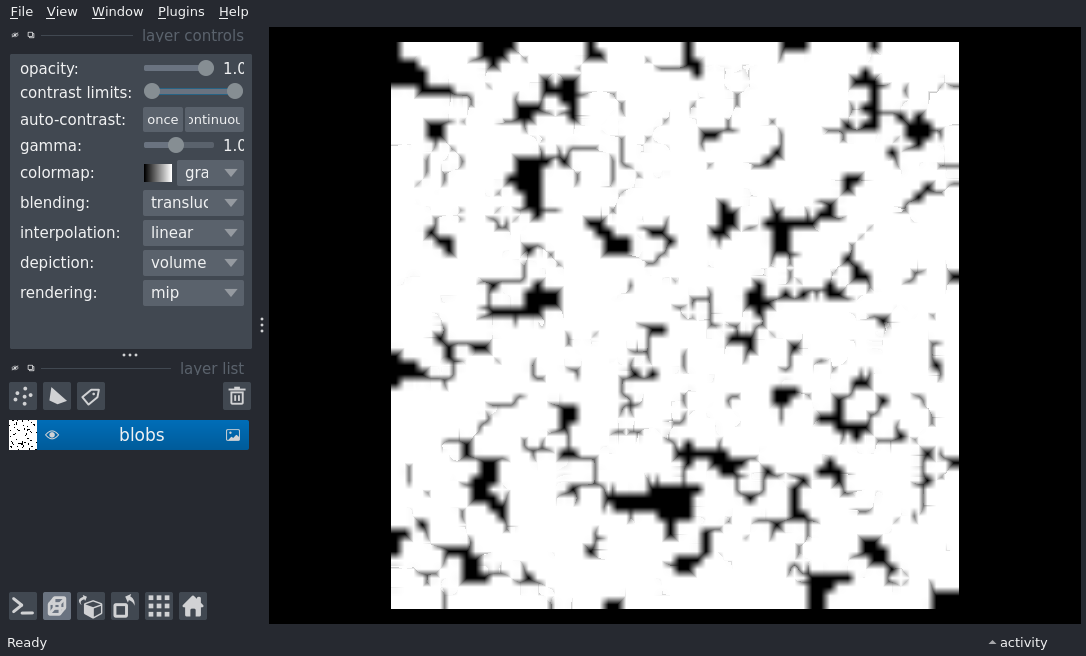 File View Window Plugins Help
layer controls
opacity: 1.0
contrast limits:
auto-contrast: once ontinuou
gamma: 1.0
colormap: gra
blending: transluc
interpolation: linear
depiction: volume
rendering: mip
layer list
blobs
Ready
activity